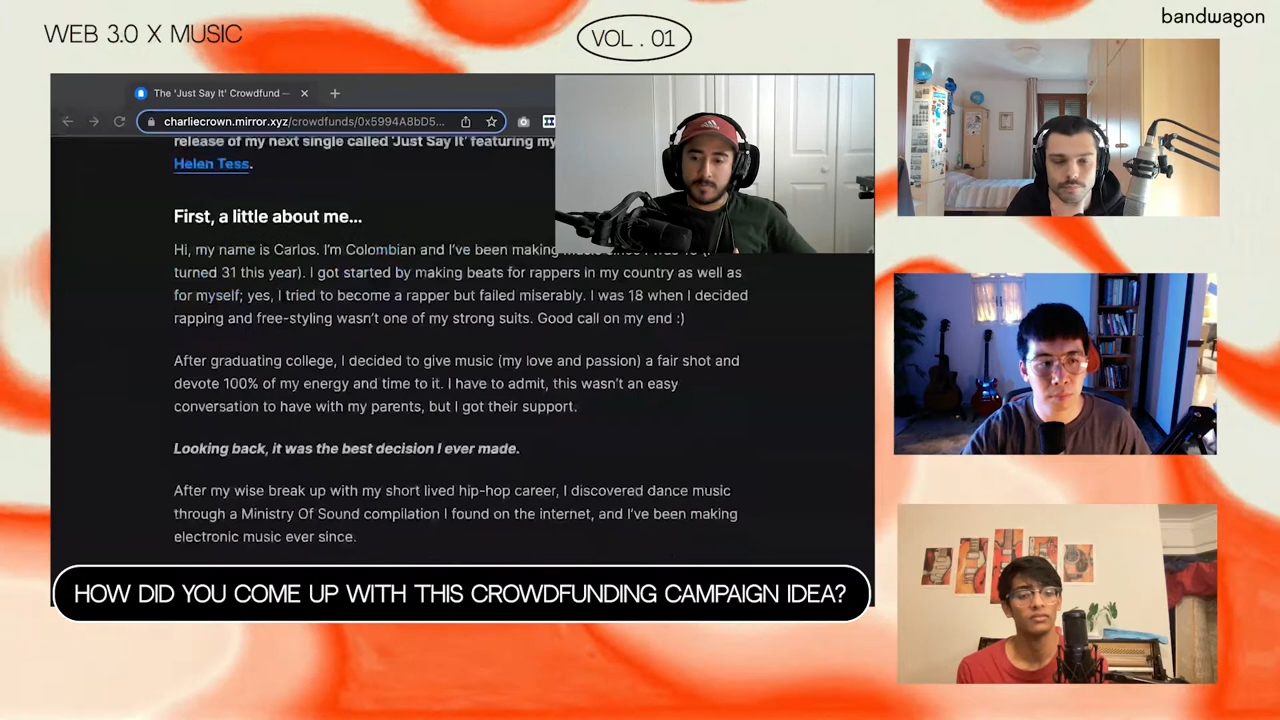 WEB 3.0 X MUSIC
VOL . 01
bandwagon
The 'Just Say It' Crowdfund —
charliecrown.mirror.xyz/crowdfunds/0x5994A8bD5...
release of my next single called 'Just Say It' featuring my
Helen Tess.
First, a little about me...
Hi, my name is Carlos. I'm Colombian and I've been making
turned 31 this year). I got started by making beats for rappers in my country as well as
for myself; yes, I tried to become a rapper but failed miserably. I was 18 when I decided
rapping and free-styling wasn't one of my strong suits. Good call on my end :)
After graduating college, I decided to give music (my love and passion) a fair shot and
devote 100% of my energy and time to it. I have to admit, this wasn't an easy
conversation to have with my parents, but I got their support.
Looking back, it was the best decision I ever made.
After my wise break up with my short lived hip-hop career, I discovered dance music
through a Ministry Of Sound compilation I found on the internet, and I've been making
electronic music ever since.
HOW DID YOU COME UP WITH THIS CROWDFUNDING CAMPAIGN IDEA?